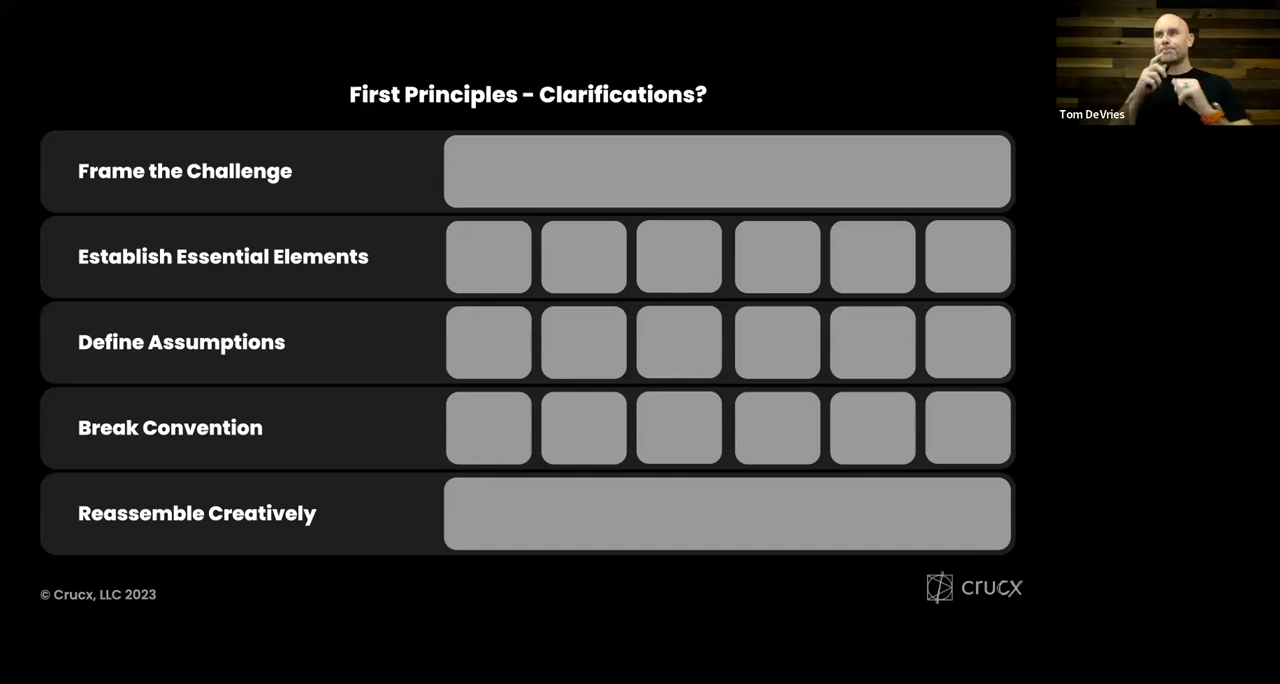 First Principles - Clarifications?
Tom DeVries
Frame the Challenge
Establish Essential Elements
Define Assumptions
Break Convention
Reassemble Creatively
© Crucx, LLC 2023
crucx